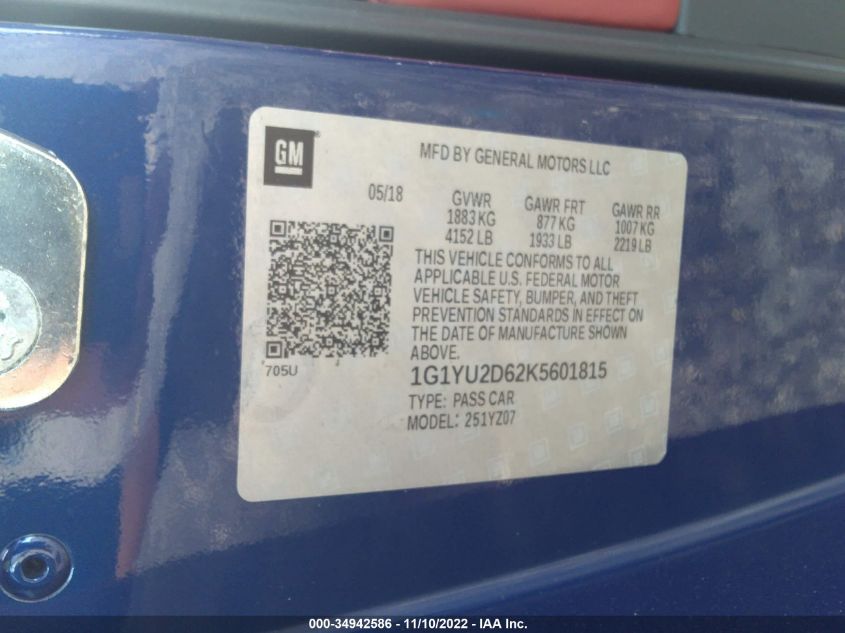 GM
MFD BY GENERAL MOTORS LLC
05/18
GVWR
1883 KG
4152 LB
GAWR FRT
877 KG
1933 LB
GAWR RR
1007 KG
2219 LB
THIS VEHICLE CONFORMS TO ALL
APPLICABLE U.S. FEDERAL MOTOR
VEHICLE SAFETY, BUMPER, AND THEFT
PREVENTION STANDARDS IN EFFECT ON
THE DATE OF MANUFACTURE SHOWN
ABOVE.
705U
1G1YU2D62K5601815
TYPE: PASS CAR
MODEL: 251YZ07
000-34942586 - 11/10/2022 - IAA Inc.